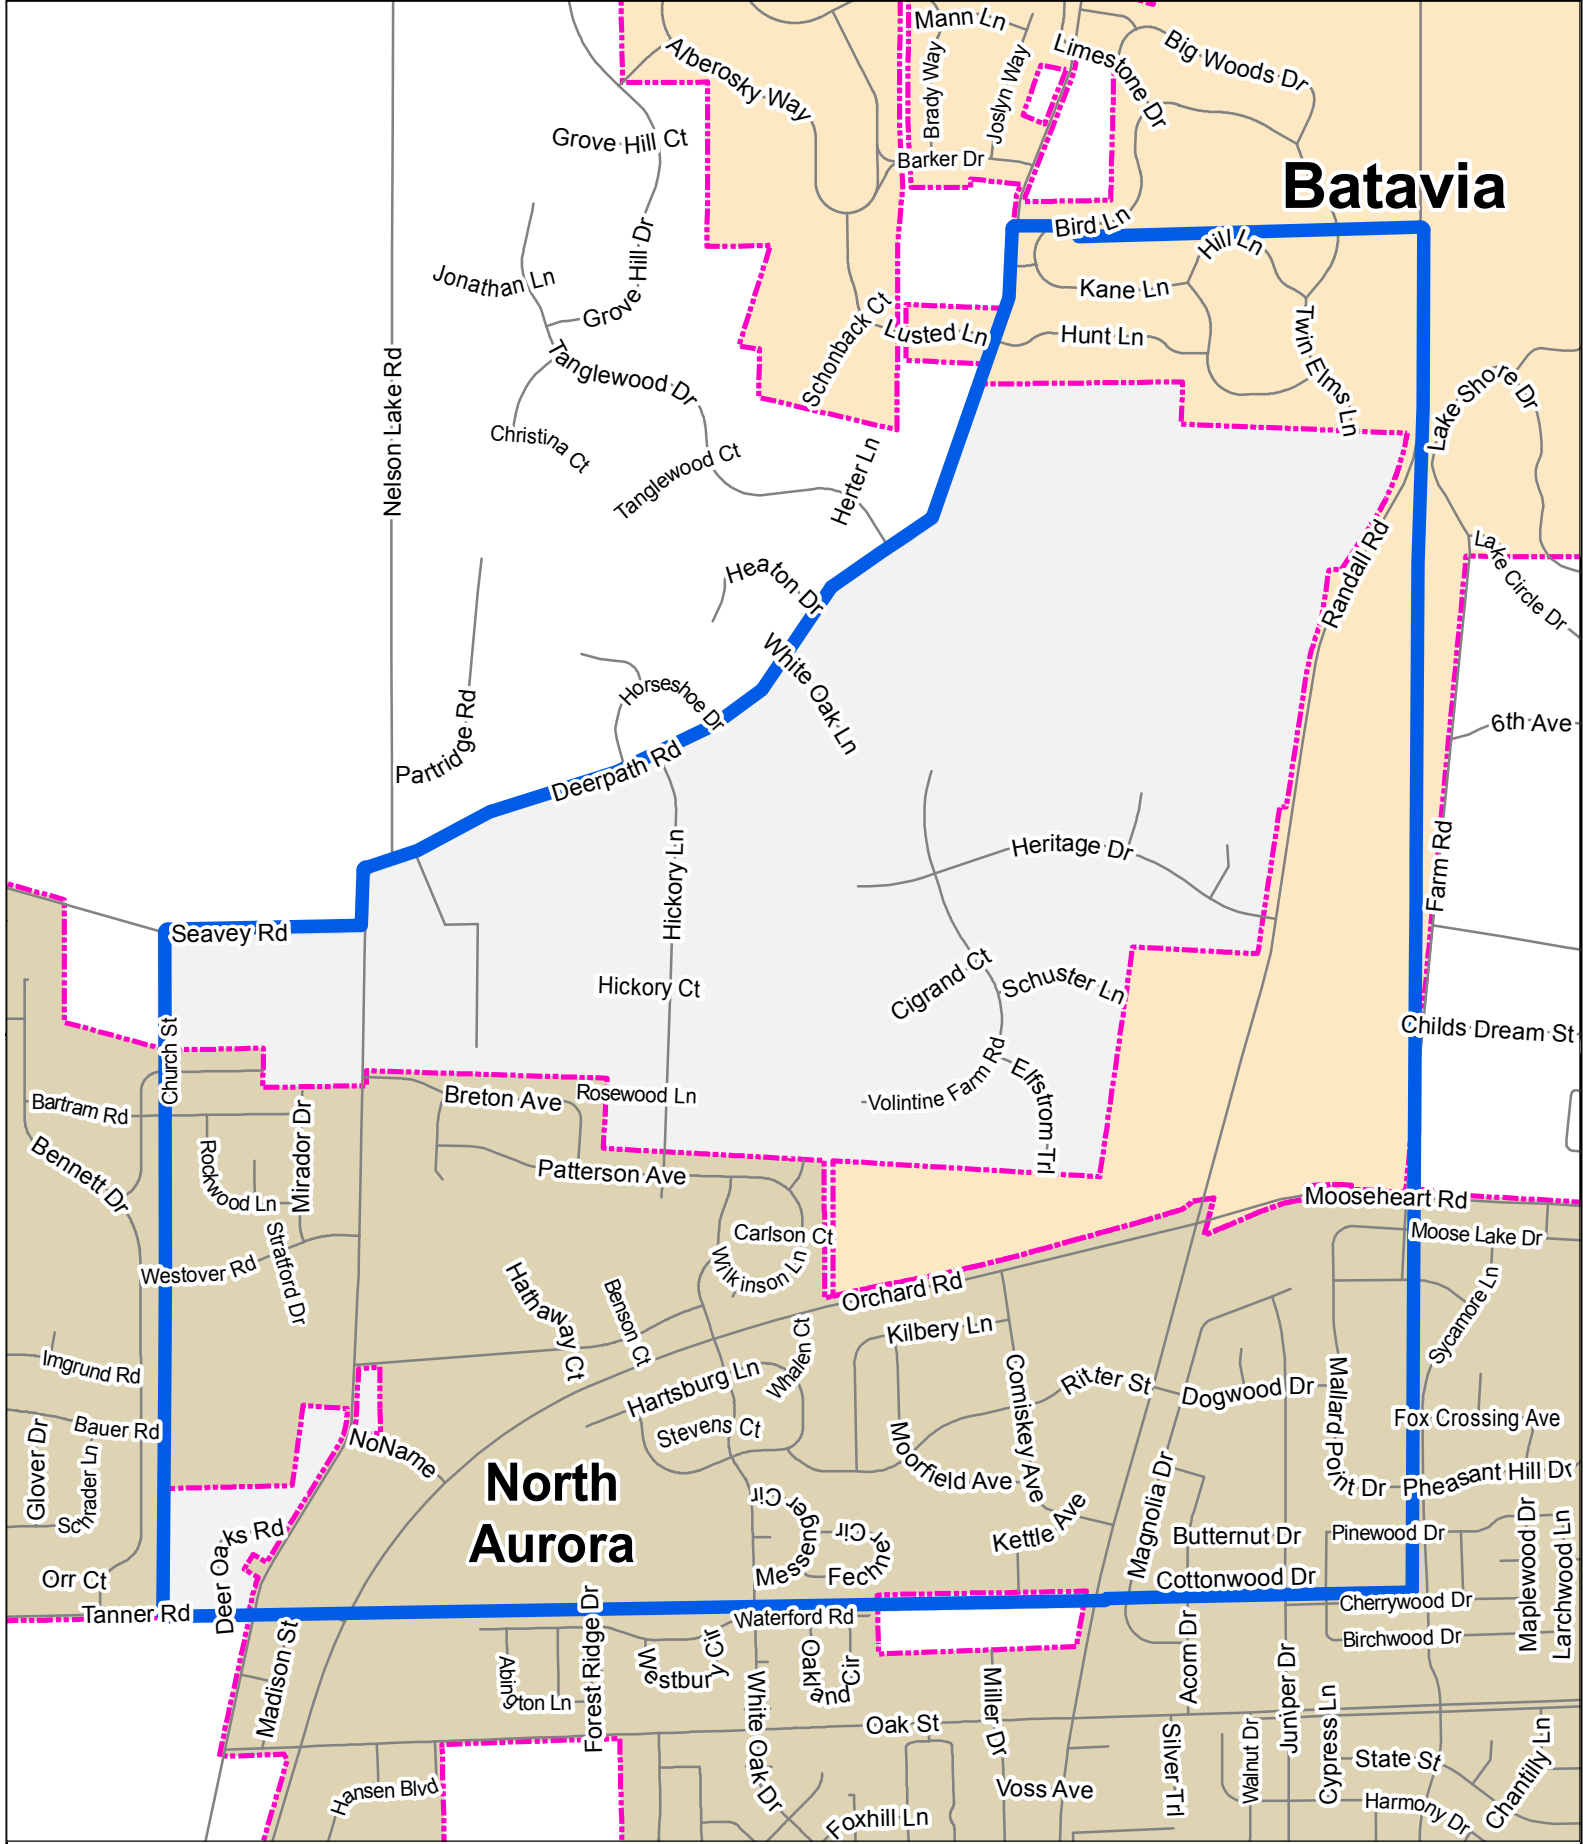 Mann Ln
Limestone Dr
Big Woods Dr
Alberosky Way
Brady Way
Joslyn Way
Grove Hill Ct
Barker Dr
Batavia
Bird Ln
Hill Ln
Grove Hill Dr
Jonathan Ln
Kane Ln
Schonback Ct
Lusted Ln
Hunt Ln
Twin Elms Ln
Nelson Lake Rd
Tanglewood Dr
Lake Shore Dr
Christina Ct
Tanglewood Ct
Herter Ln
Randall Rd
Lake Circle Dr
Heaton Dr
White Oak Ln
Horseshoe Dr
Partridge Rd
6th Ave
Deerpath Rd
Hickory Ln
Heritage Dr
Farm Rd
Seavey Rd
Hickory Ct
Cigrand Ct
Schuster Ln
Childs Dream St
Church St
Volintine Farm Rd
Elfstrom Trl
Bartram Rd
Breton Ave
Rosewood Ln
Mirador Dr
Bennett Dr
Rockwood Ln
Patterson Ave
Mooseheart Rd
Carlson Ct
Moose Lake Dr
Westover Rd
Stratford Dr
Wilkinson Ln
Hathaway Ct
Benson Ct
Orchard Rd
Kilbery Ln
Sycamore Ln
Imgrund Rd
Whalen Ct
Hartsburg Ln
Comiskey Ave
Ritter St
Dogwood Dr
Mallard Point Dr
Bauer Rd
Glover Dr
Schrader Ln
NoName
Stevens Ct
Fox Crossing Ave
Moorfield Ave
Pheasant Hill Dr
North
Aurora
Messenger Cir
Fechner Cir
Kettle Ave
Magnolia Dr
Butternut Dr
Pinewood Dr
Maplewood Dr
Larchwood Ln
Deer Oaks Rd
Orr Ct
Cottonwood Dr
Tanner Rd
Forest Ridge Dr
Waterford Rd
Cherrywood Dr
Birchwood Dr
Madison St
Abington Ln
Westbury Cir
Oakland Cir
White Oak Dr
Miller Dr
Acorn Dr
Juniper Dr
Oak St
Silver Trl
Walnut Dr
Cypress Ln
State St
Chantilly Ln
Hansen Blvd
Voss Ave
Foxhill Ln
Harmony Dr